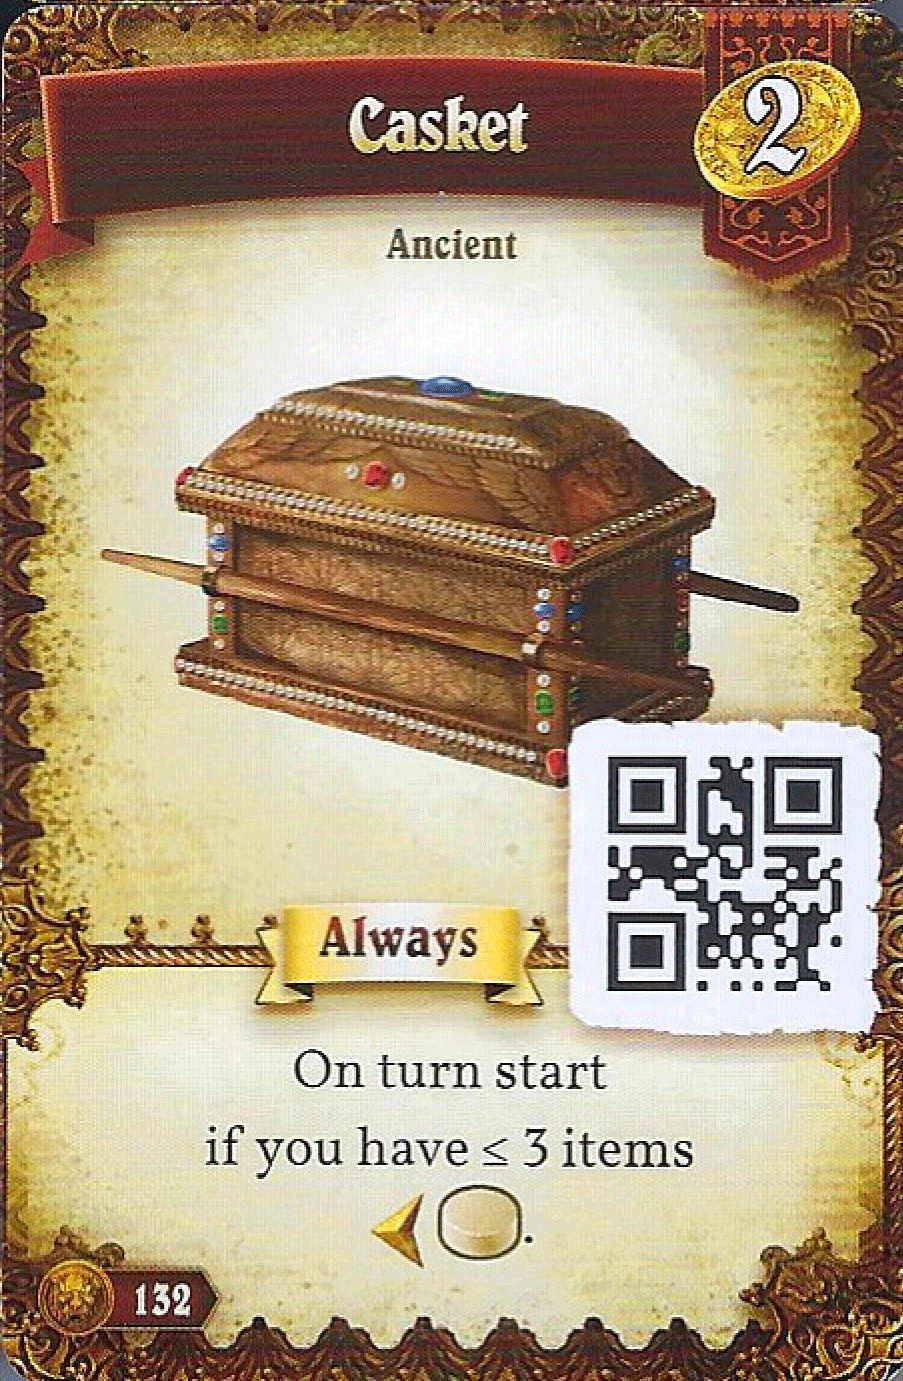 Casket
2
Ancient
Always
On turn start
if you have ≤ 3 items
.
132